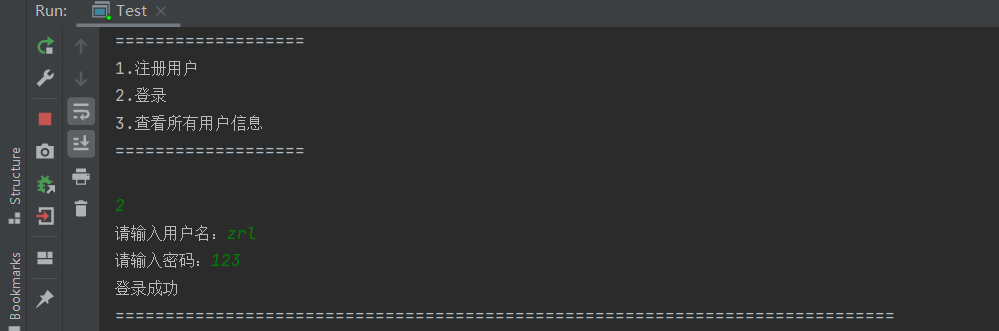 Run: Test
===================
1.注册用户
2.登录
3.查看所有用户信息
===================
2
请输入用户名：zrl
请输入密码：123
登录成功
==============================================================================
Structure
Bookmarks